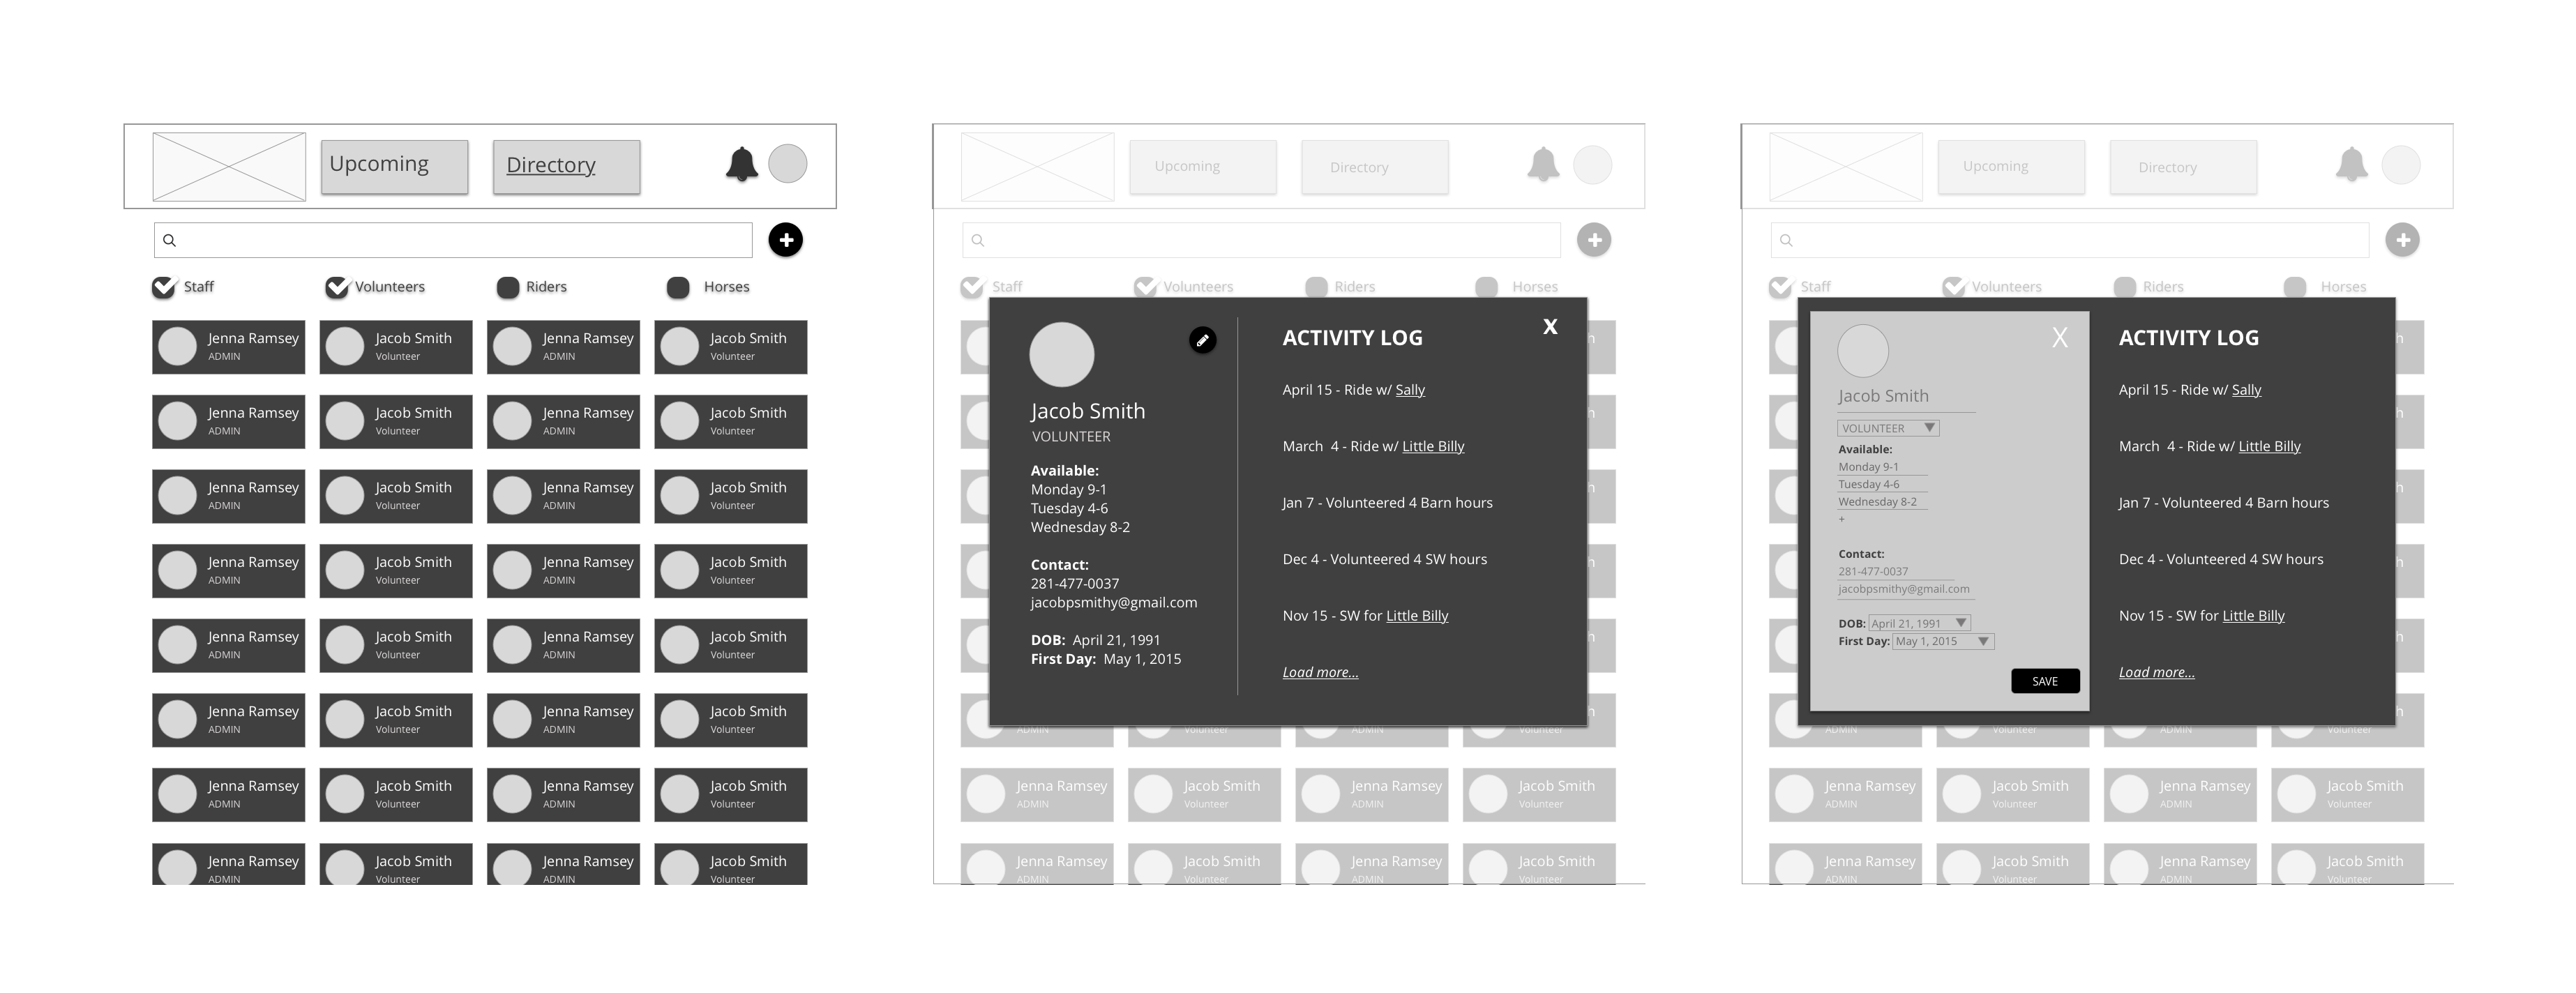 Upcoming
Directory
Staff
Volunteers
Riders
Horses
Jenna Ramsey
ADMIN
Jacob Smith
Volunteer
Jenna Ramsey
ADMIN
Jacob Smith
Volunteer
Jenna Ramsey
ADMIN
Jacob Smith
Volunteer
Jenna Ramsey
ADMIN
Jacob Smith
Volunteer
Jenna Ramsey
ADMIN
Jacob Smith
Volunteer
Jenna Ramsey
ADMIN
Jacob Smith
Volunteer
Jenna Ramsey
ADMIN
Jacob Smith
Volunteer
Jenna Ramsey
ADMIN
Jacob Smith
Volunteer
Jenna Ramsey
ADMIN
Jacob Smith
Volunteer
Jenna Ramsey
ADMIN
Jacob Smith
Volunteer
Jenna Ramsey
ADMIN
Jacob Smith
Volunteer
Jenna Ramsey
ADMIN
Jacob Smith
Volunteer
Jenna Ramsey
ADMIN
Jacob Smith
Volunteer
Jenna Ramsey
ADMIN
Jacob Smith
Volunteer
Jenna Ramsey
ADMIN
Jacob Smith
Volunteer
Jenna Ramsey
ADMIN
Jacob Smith
Volunteer
Upcoming
Directory
Staff
Volunteers
Riders
Horses
X
Jacob Smith
VOLUNTEER
Available:
Monday 9-1
Tuesday 4-6
Wednesday 8-2
Contact:
281-477-0037
jacobpsmithy@gmail.com
DOB: April 21, 1991
First Day: May 1, 2015
ACTIVITY LOG
April 15 - Ride w/ Sally
March 4 - Ride w/ Little Billy
Jan 7 - Volunteered 4 Barn hours
Dec 4 - Volunteered 4 SW hours
Nov 15 - SW for Little Billy
Load more...
ADMIN
Volunteer
ADMIN
Volunteer
Jenna Ramsey
ADMIN
Jacob Smith
Volunteer
Jenna Ramsey
ADMIN
Jacob Smith
Volunteer
Jenna Ramsey
ADMIN
Jacob Smith
Volunteer
Jenna Ramsey
ADMIN
Jacob Smith
Volunteer
Upcoming
Directory
Staff
Volunteers
Riders
Horses
X
Jacob Smith
VOLUNTEER
Available:
Monday 9-1
Tuesday 4-6
Wednesday 8-2
+
Contact:
281-477-0037
jacobpsmithy@gmail.com
DOB: April 21, 1991
First Day: May 1, 2015
SAVE
ACTIVITY LOG
April 15 - Ride w/ Sally
March 4 - Ride w/ Little Billy
Jan 7 - Volunteered 4 Barn hours
Dec 4 - Volunteered 4 SW hours
Nov 15 - SW for Little Billy
Load more...
ADMIN
Volunteer
ADMIN
Volunteer
Jenna Ramsey
ADMIN
Jacob Smith
Volunteer
Jenna Ramsey
ADMIN
Jacob Smith
Volunteer
Jenna Ramsey
ADMIN
Jacob Smith
Volunteer
Jenna Ramsey
ADMIN
Jacob Smith
Volunteer